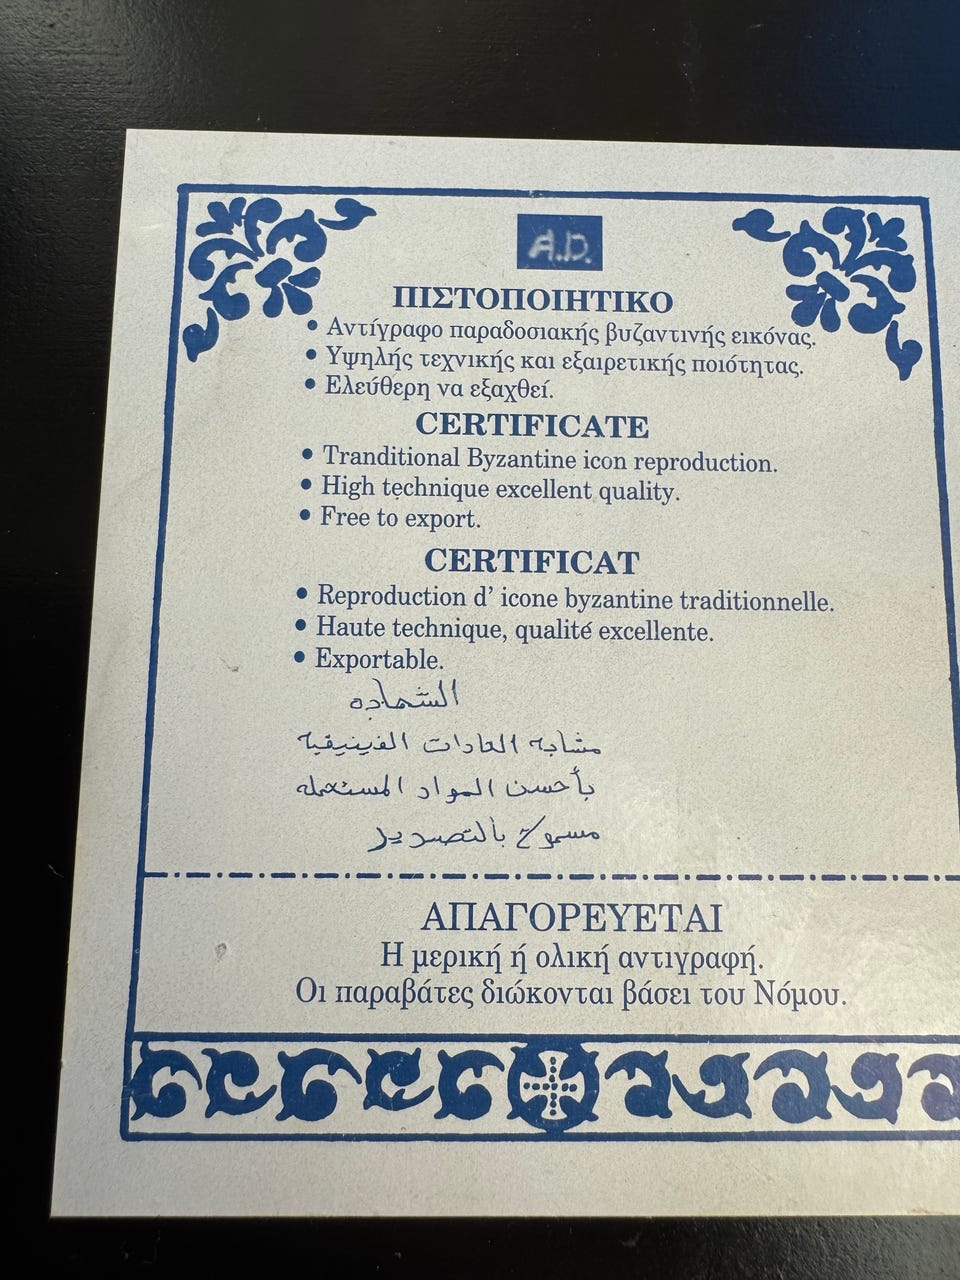 A.D.
ΠΙΣΤΟΠΟΙΗΤΙΚΟ
• Αντίγραφο παραδοσιακής βυζαντινής εικόνας.
• Υψηλής τεχνικής και εξαιρετικής ποιότητας.
• Ελεύθερη να εξαχθεί.
CERTIFICATE
• Tranditional Byzantine icon reproduction.
• High technique excellent quality.
• Free to export.
CERTIFICAT
• Reproduction d' icone byzantine traditionnelle.
• Haute technique, qualité excellente.
• Exportable.
الشهاده
مشابه العادات الفينيقية
بأحسن المواد المستعمله
مسموح بالتصدير
ΑΠΑΓΟΡΕΥΕΤΑΙ
Η μερική ή ολική αντιγραφή.
Οι παραβάτες διώκονται βάσει του Νόμου.